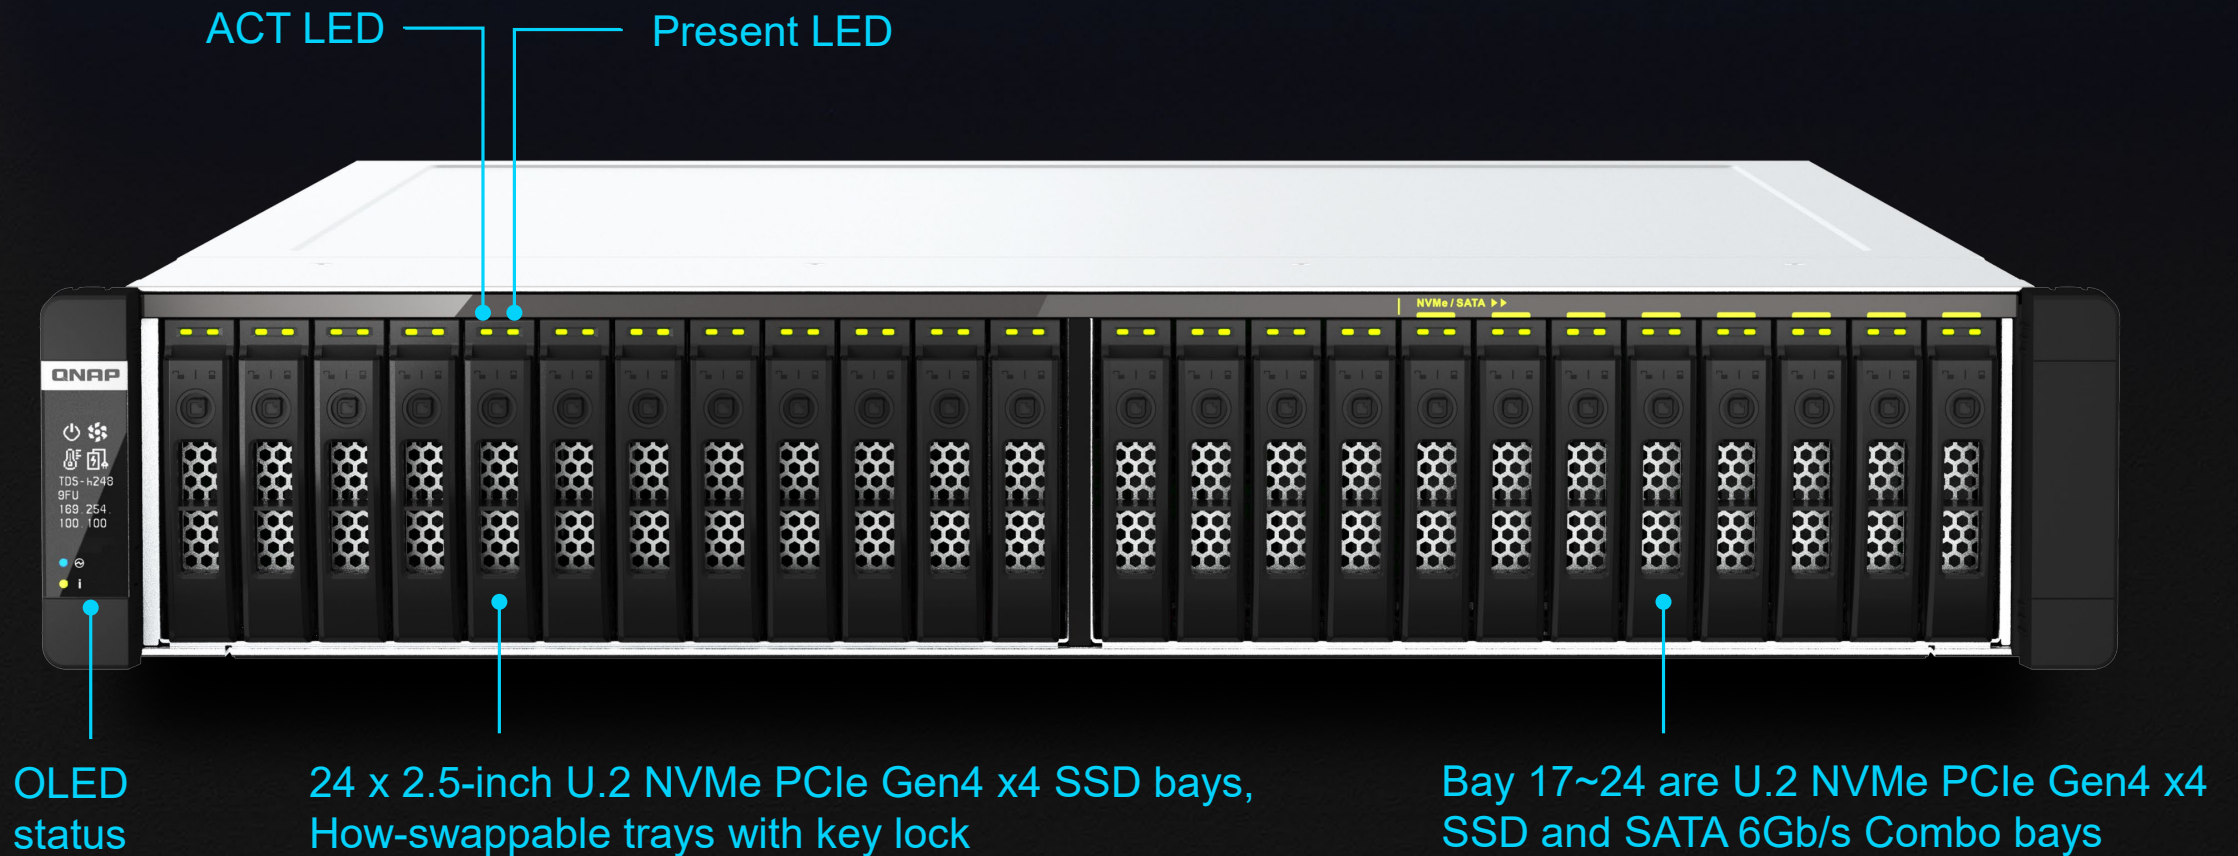 ACT LED
Present LED
NVMe / SATA
QNAP
TDS-h248
9FU
169.254.
100.100
i
OLED
status
24 x 2.5-inch U.2 NVMe PCIe Gen4 x4 SSD bays,
How-swappable trays with key lock
Bay 17~24 are U.2 NVMe PCIe Gen4 x4
SSD and SATA 6Gb/s Combo bays